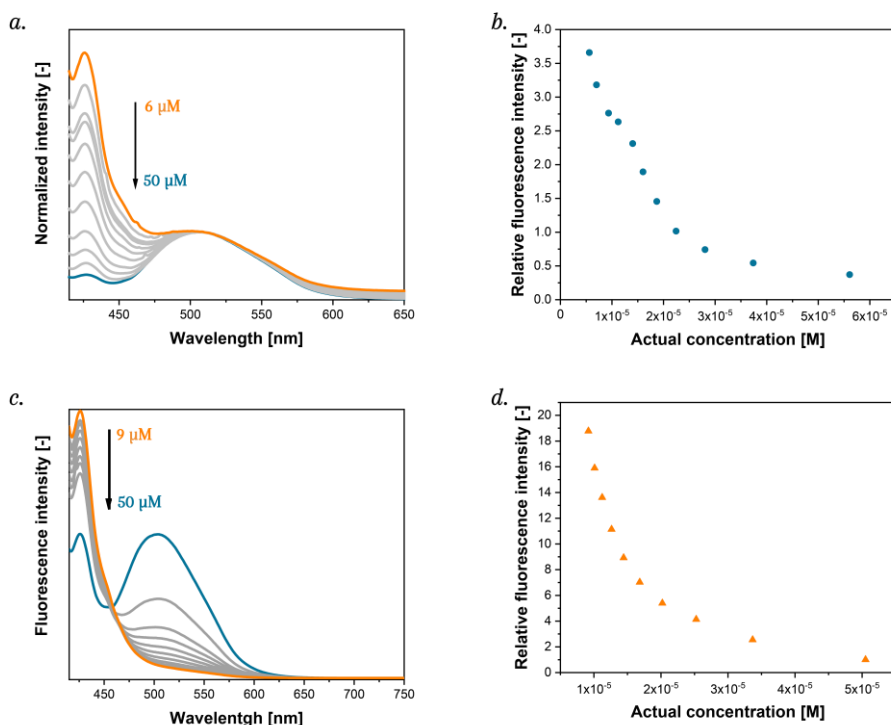 a.
Normalized intensity [-]
6 µM
50 µM
450 500 550 600 650
Wavelength [nm]
b.
Relative fluorescence intensity [-]
4.0
3.5
3.0
2.5
2.0
1.5
1.0
0.5
0.0
0 1x10⁻⁵ 2x10⁻⁵ 3x10⁻⁵ 4x10⁻⁵ 5x10⁻⁵ 6x10⁻⁵
Actual concentration [M]
c.
Fluorescence intensity [-]
9 µM
50 µM
450 500 550 600 650 700 750
Wavelength [nm]
d.
Relative fluorescence intensity [-]
20
18
16
14
12
10
8
6
4
2
0
1x10⁻⁵ 2x10⁻⁵ 3x10⁻⁵ 4x10⁻⁵ 5x10⁻⁵
Actual concentration [M]